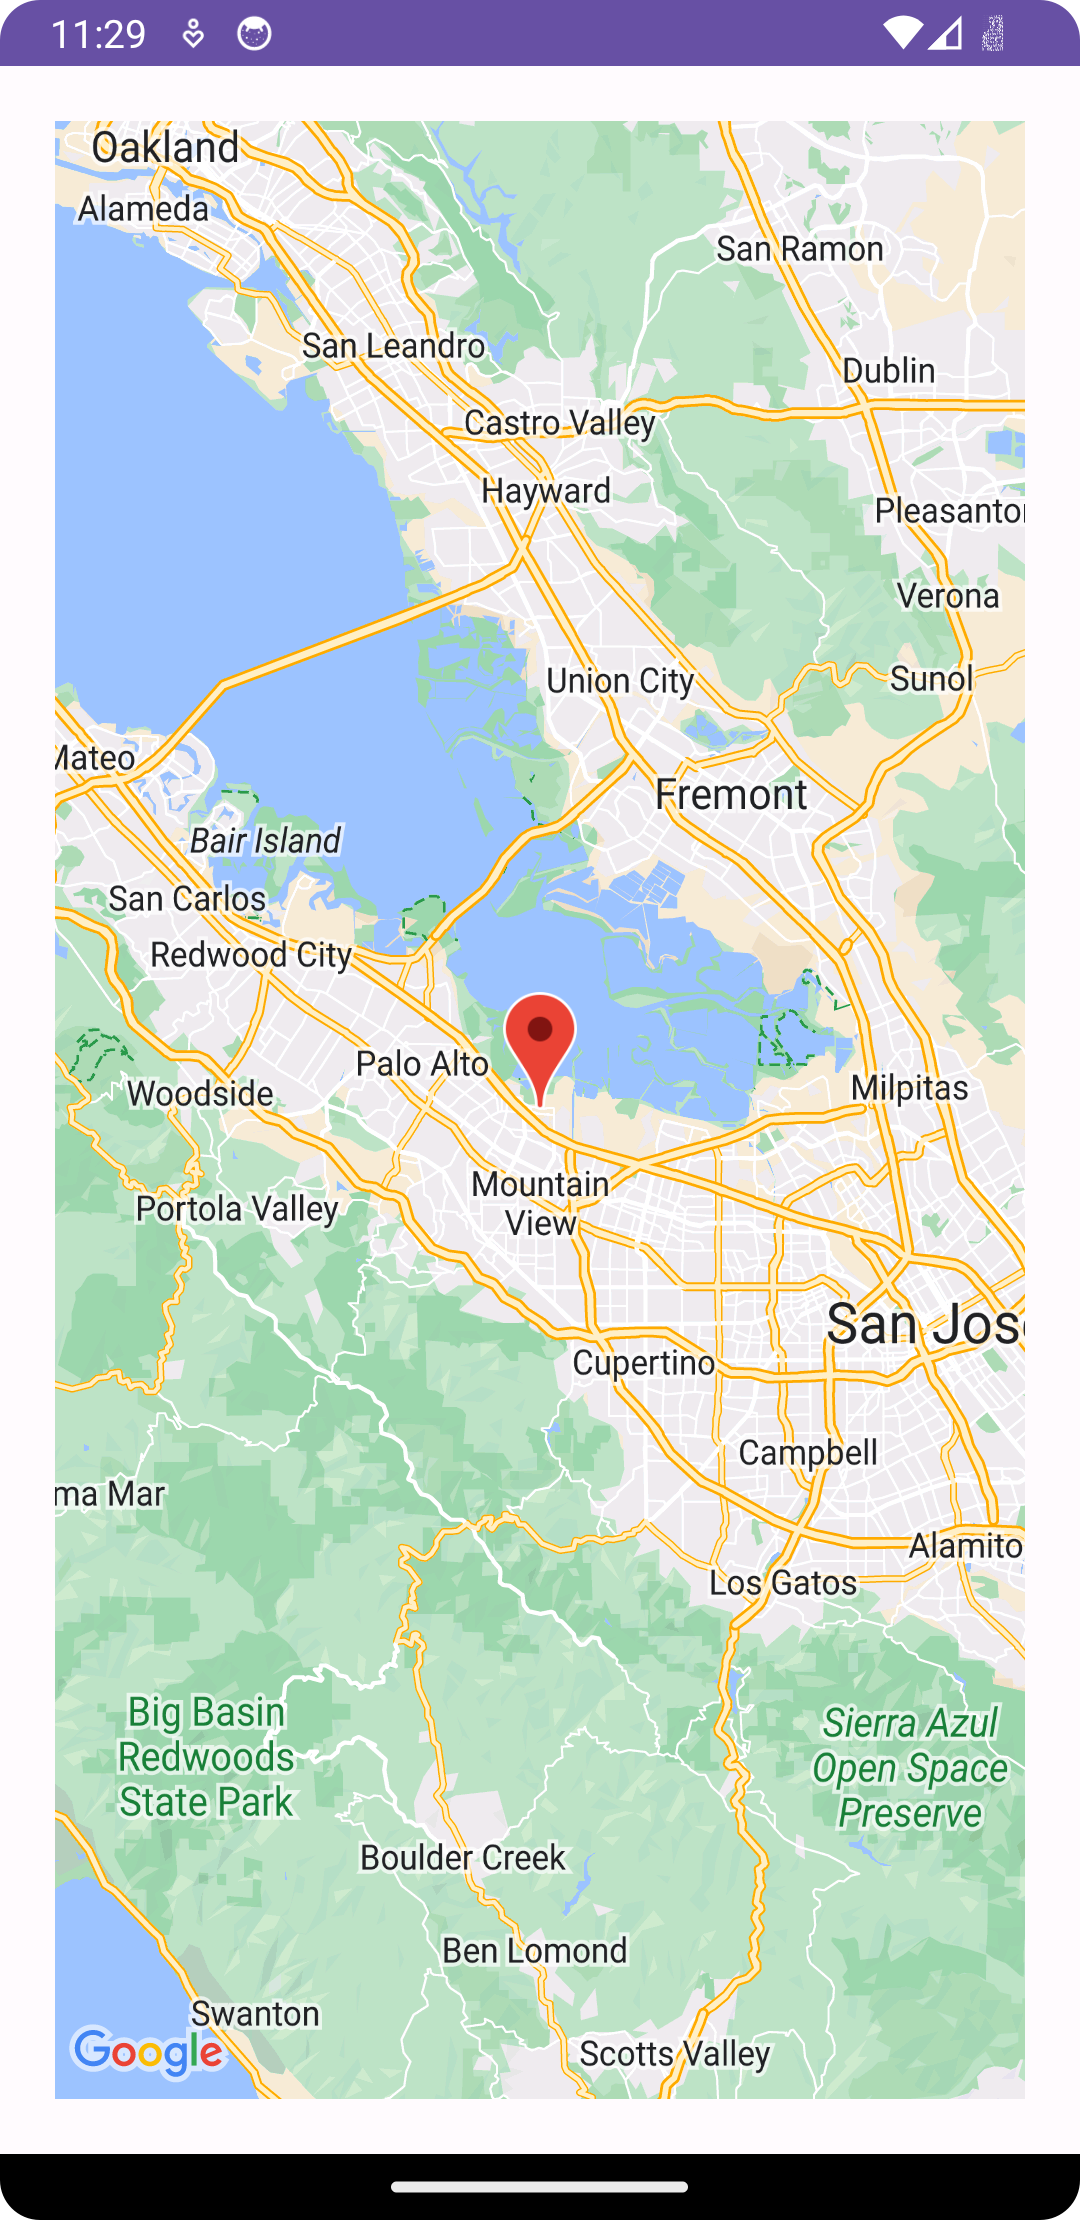 11:29
Oakland
Alameda
San Ramon
San Leandro
Dublin
Castro Valley
Hayward
Pleasanto
Verona
Union City
Sunol
Mateo
Fremont
Bair Island
San Carlos
Redwood City
Palo Alto
Milpitas
Woodside
Mountain
View
Portola Valley
San Jos
Cupertino
Campbell
ma Mar
Alamito
Los Gatos
Big Basin
Redwoods
State Park
Sierra Azul
Open Space
Preserve
Boulder Creek
Ben Lomond
Swanton
Google
Scotts Valley